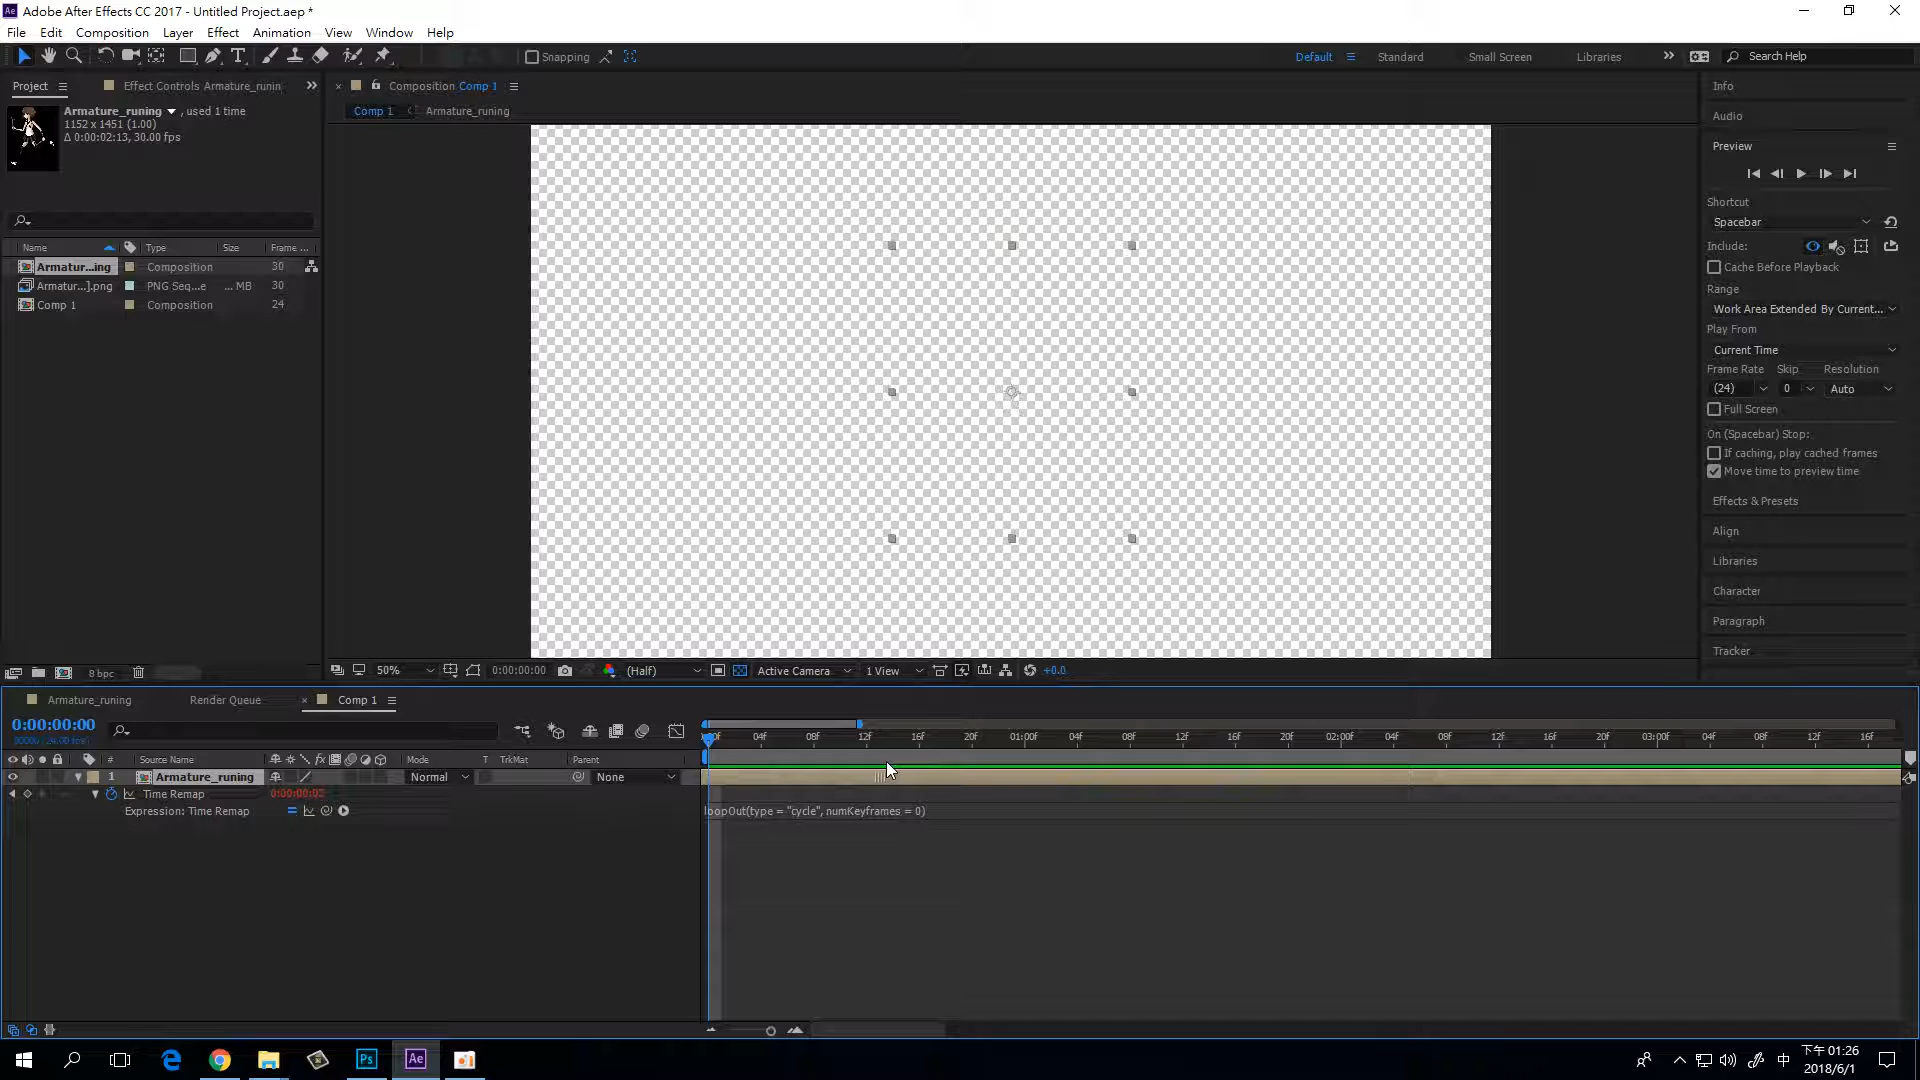 Adobe After Effects CC 2017 - Untitled Project.aep *
File Edit Composition Layer Effect Animation View Window Help
Snapping Default Standard Small Screen Libraries Search Help
Project Effect Controls Armature_runin
Composition Comp 1
Comp 1 Armature_runing
Armature_runing , used 1 time
1152 x 1451 (1.00)
Δ 0:00:02:13, 30.00 fps
Name Type Size Frame ...
Armatur...ing Composition 30
Armatur...].png PNG Seq...e ... MB 30
Comp 1 Composition 24
8 bpc
50% 0:00:00:00 (Half) Active Camera 1 View +0.0
Info
Audio
Preview
Shortcut
Spacebar
Include:
Cache Before Playback
Range
Work Area Extended By Current...
Play From
Current Time
Frame Rate Skip Resolution
(24) 0 Auto
Full Screen
On (Spacebar) Stop:
If caching, play cached frames
Move time to preview time
Effects & Presets
Align
Libraries
Character
Paragraph
Tracker
Armature_runing Render Queue Comp 1
0:00:00:00
00000 (24.00 fps)
04f 08f 12f 16f 20f 01:00f 04f 08f 12f 16f 20f 02:00f 04f 08f 12f 16f 20f 03:00f 04f 08f 12f 16f
# Source Name fx Mode T TrkMat Parent
1 Armature_runing Normal None
Time Remap
Expression: Time Remap loopOut(type = "cycle", numKeyframes = 0)
Ps Ae
中
下午 01:26
2018/6/1